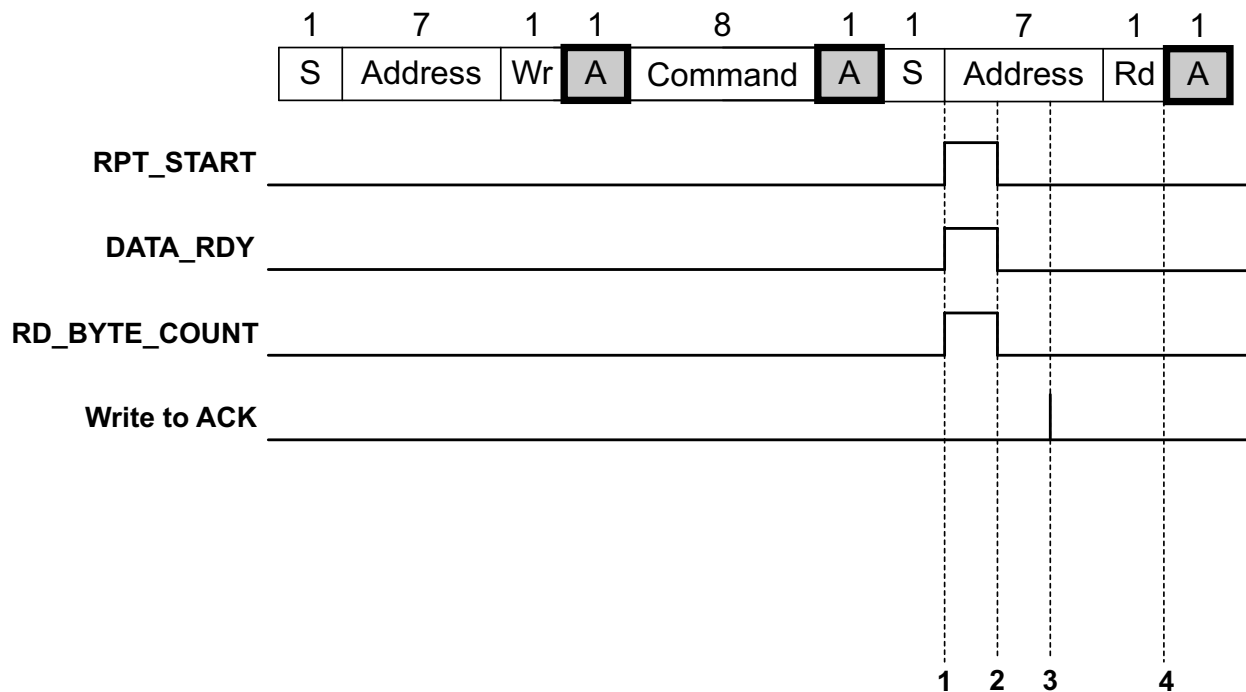 1 7 1 1 8 1 1 7 1 1
S Address Wr A Command A S Address Rd A
RPT_START
DATA_RDY
RD_BYTE_COUNT
Write to ACK
1 2 3 4